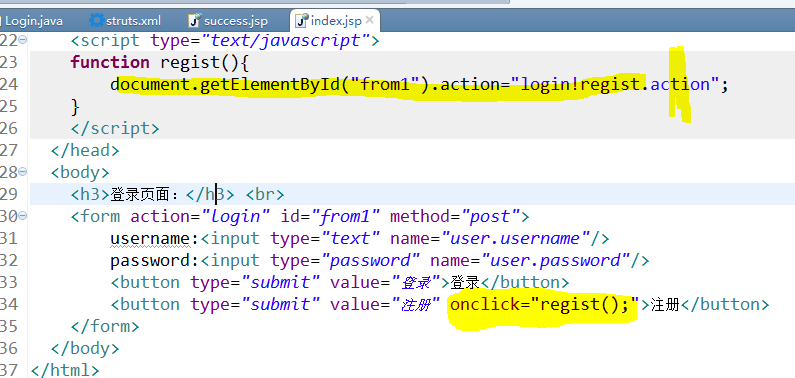 Login.java struts.xml success.jsp index.jsp
22 <script type="text/javascript">
23 function regist(){
24 document.getElementById("from1").action="login!regist.action";
25 }
26 </script>
27 </head>
28 <body>
29 <h3>登录页面：</h3> <br>
30 <form action="login" id="from1" method="post">
31 username:<input type="text" name="user.username"/>
32 password:<input type="password" name="user.password"/>
33 <button type="submit" value="登录">登录</button>
34 <button type="submit" value="注册" onclick="regist();">注册</button>
35 </form>
36 </body>
37 </html>